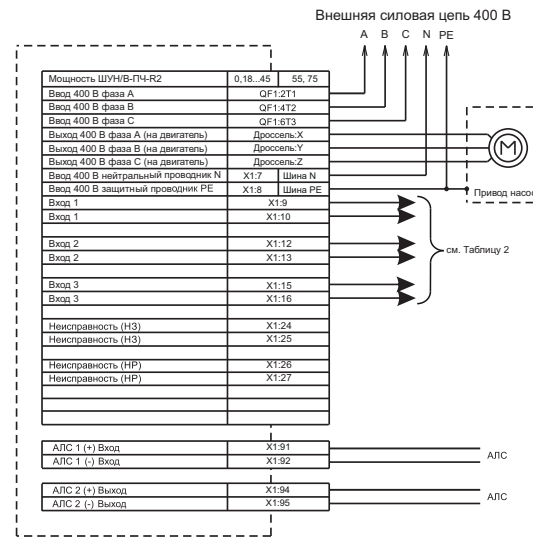 Внешняя силовая цепь 400 В
A B C N PE
Мощность ШУН/В-ПЧ-R2 0,18...45 55, 75
Ввод 400 В фаза А QF1:2T1
Ввод 400 В фаза В QF1:4T2
Ввод 400 В фаза С QF1:6T3
Выход 400 В фаза А (на двигатель) Дроссель:X
Выход 400 В фаза В (на двигатель) Дроссель:Y
Выход 400 В фаза С (на двигатель) Дроссель:Z
Ввод 400 В нейтральный проводник N X1:7 Шина N
Ввод 400 В защитный проводник PE X1:8 Шина PE
M
Привод насос
Вход 1 X1:9
Вход 1 X1:10
Вход 2 X1:12
Вход 2 X1:13
см. Таблицу 2
Вход 3 X1:15
Вход 3 X1:16
Неисправность (НЗ) X1:24
Неисправность (НЗ) X1:25
Неисправность (НР) X1:26
Неисправность (НР) X1:27
АЛС 1 (+) Вход X1:91
АЛС 1 (-) Вход X1:92
АЛС
АЛС 2 (+) Выход X1:94
АЛС 2 (-) Выход X1:95
АЛС